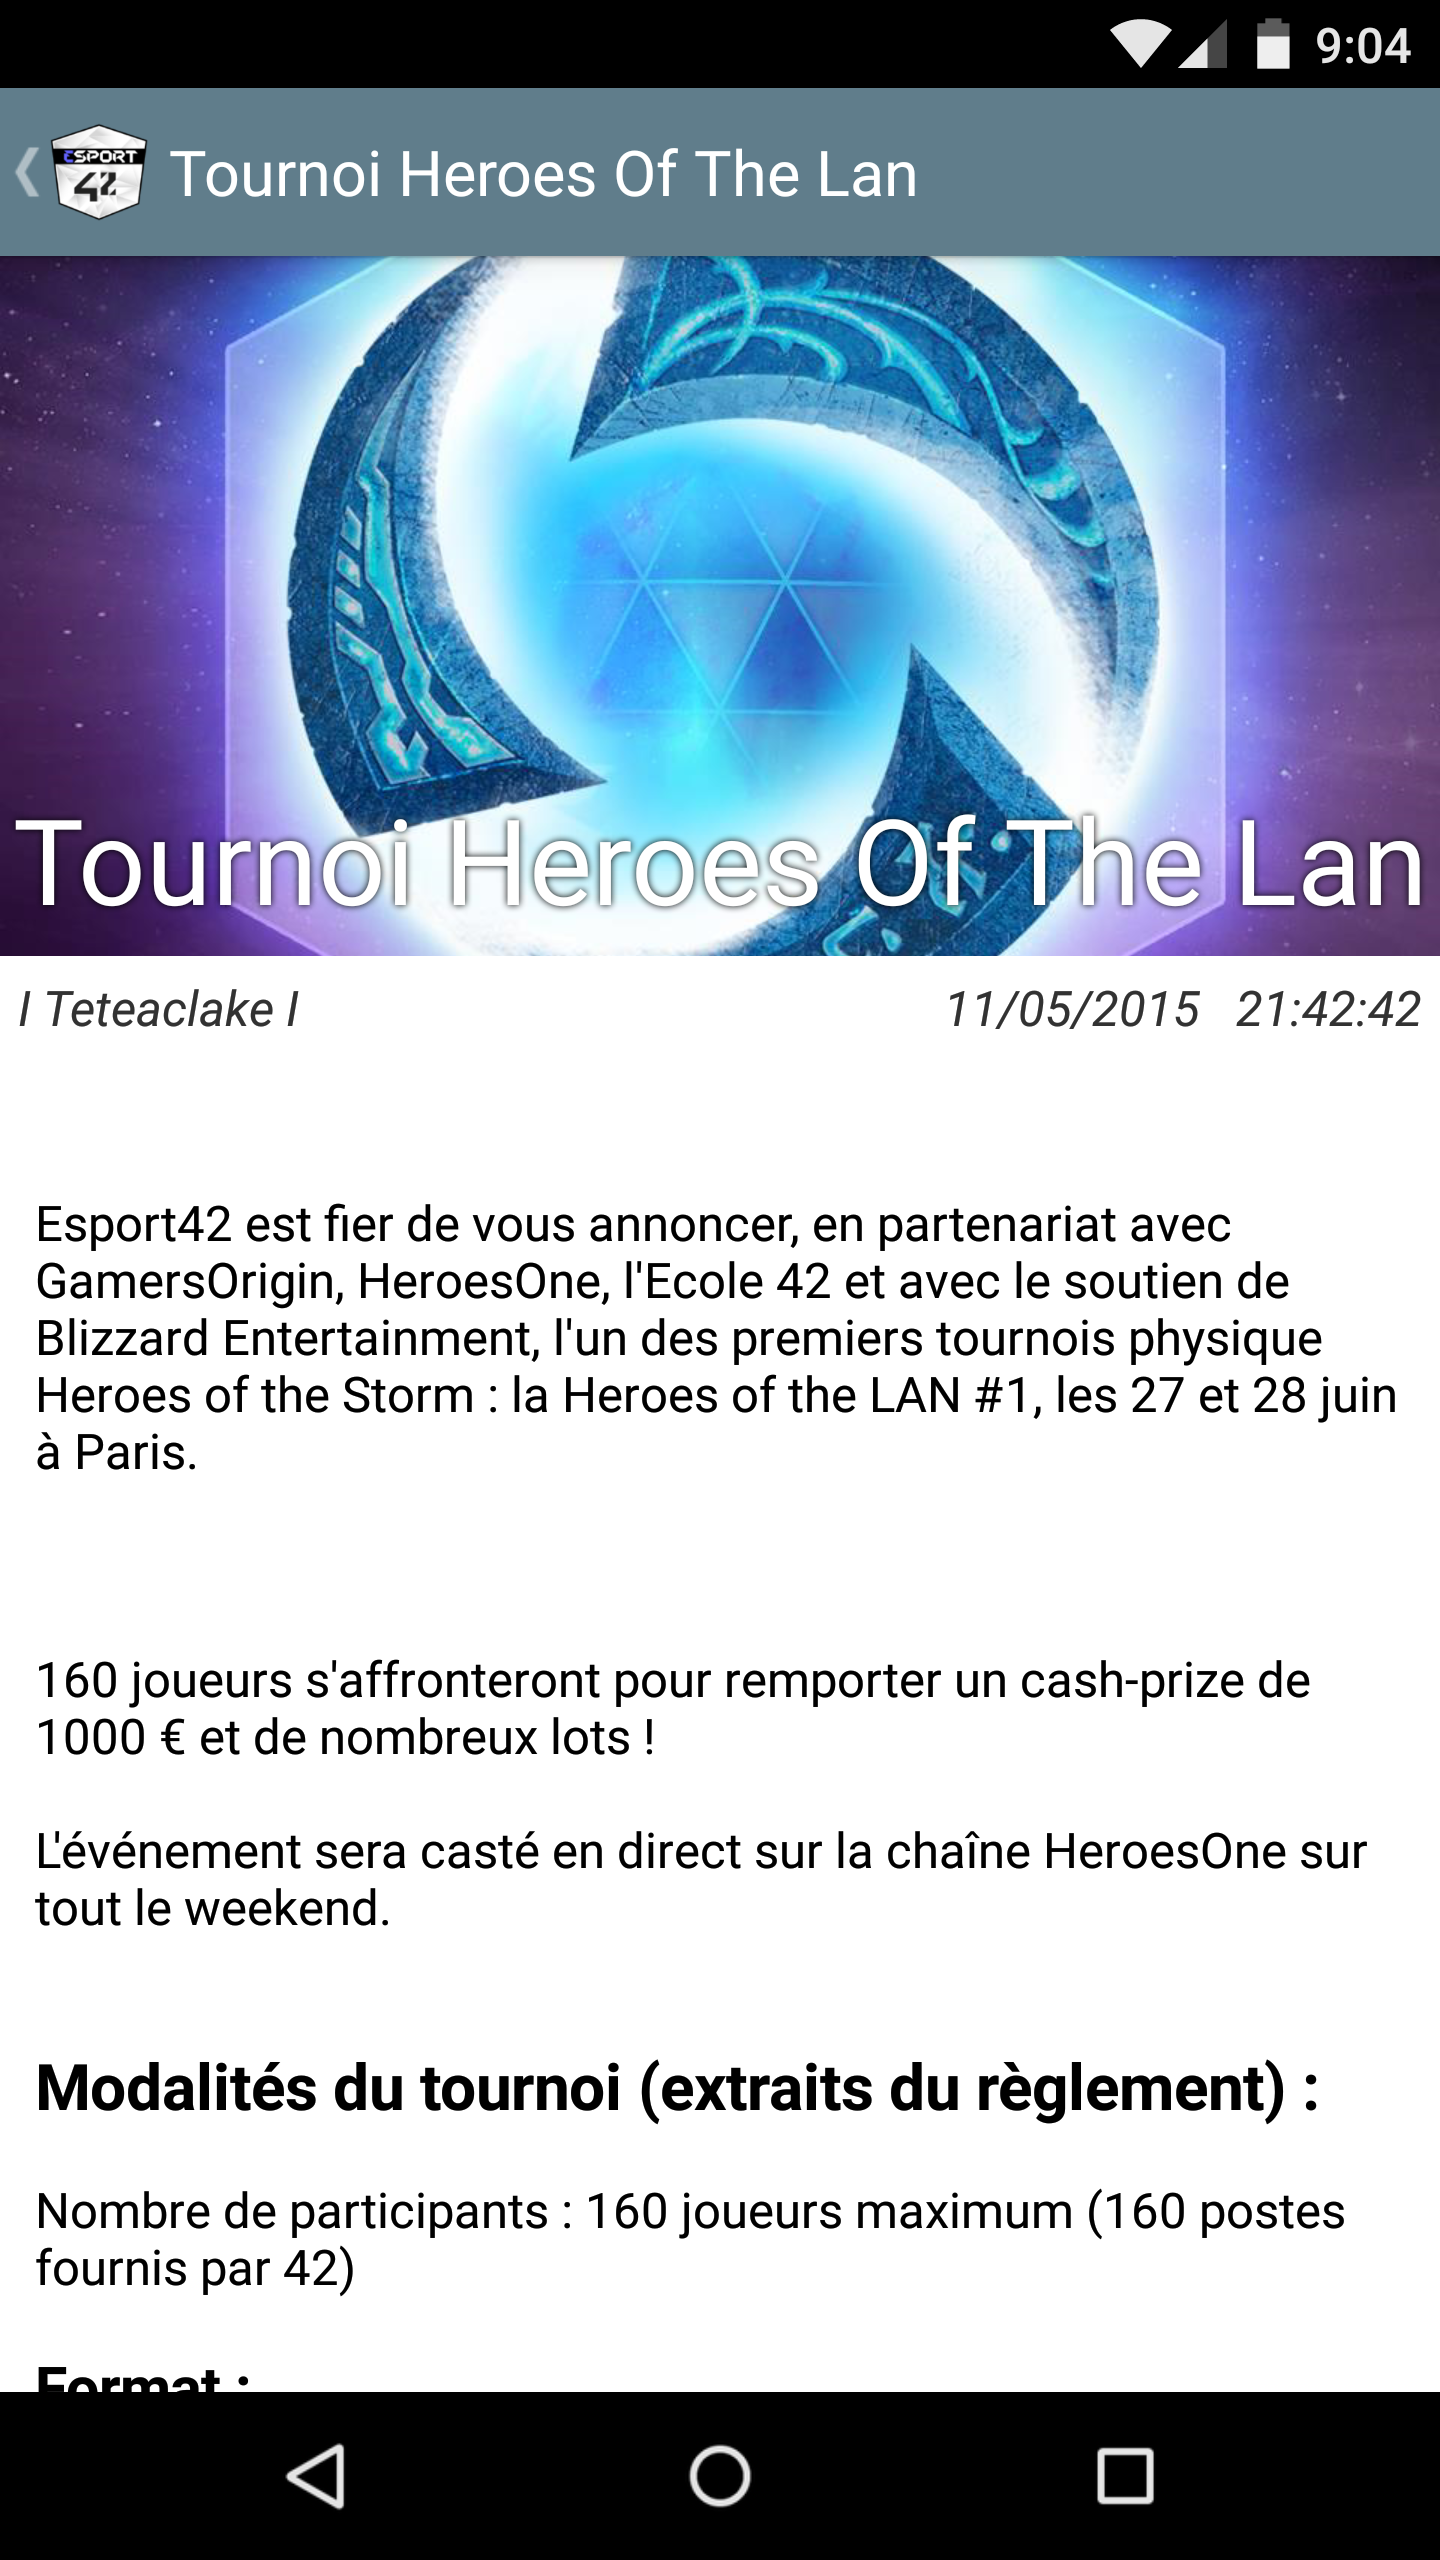 9:04
ESPORT
42
Tournoi Heroes Of The Lan
Tournoi Heroes Of The Lan
I Teteaclake I
11/05/2015 21:42:42
Esport42 est fier de vous annoncer, en partenariat avec
GamersOrigin, HeroesOne, l'Ecole 42 et avec le soutien de
Blizzard Entertainment, l'un des premiers tournois physique
Heroes of the Storm : la Heroes of the LAN #1, les 27 et 28 juin
à Paris.
160 joueurs s'affronteront pour remporter un cash-prize de
1000 € et de nombreux lots !
L'événement sera casté en direct sur la chaîne HeroesOne sur
tout le weekend.
Modalités du tournoi (extraits du règlement) :
Nombre de participants : 160 joueurs maximum (160 postes
fournis par 42)
Format :